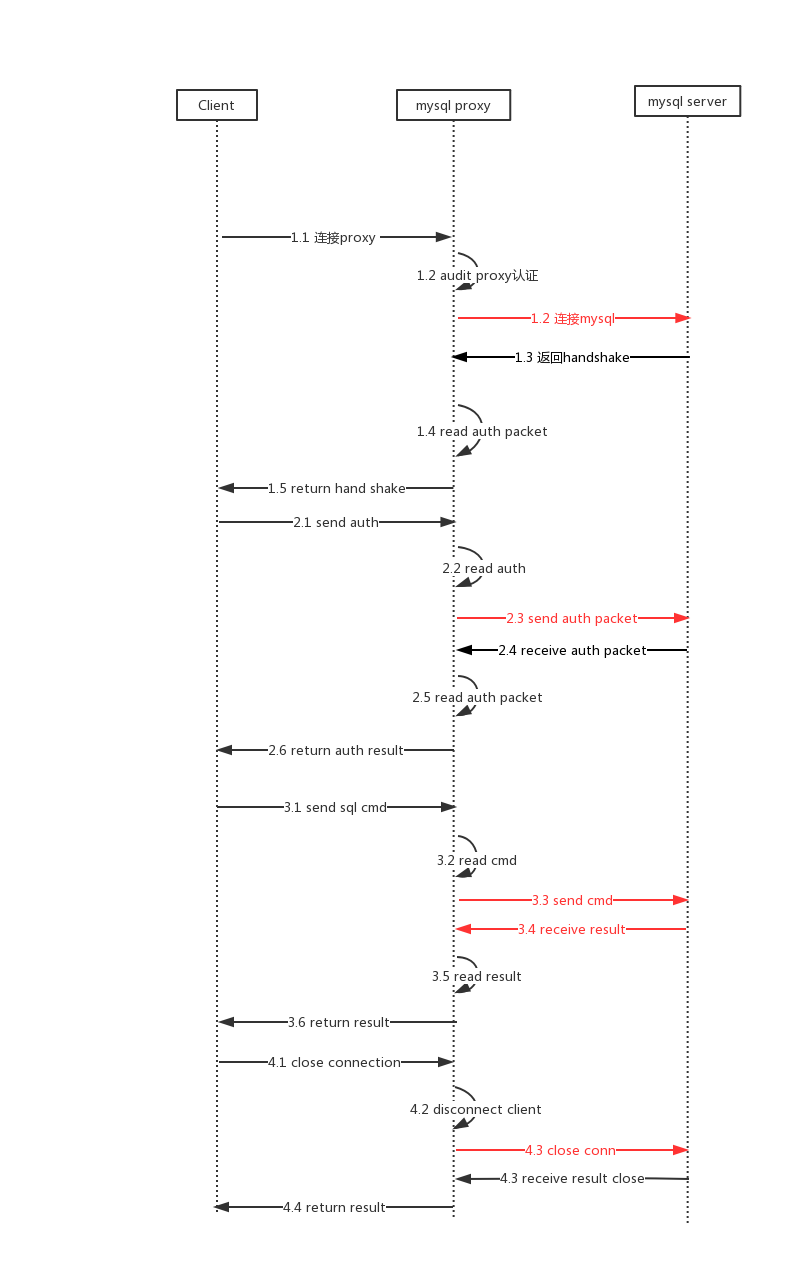 Client
mysql proxy
mysql server
1.1 连接proxy
1.2 audit proxy认证
1.2 连接mysql
1.3 返回handshake
1.4 read auth packet
1.5 return hand shake
2.1 send auth
2.2 read auth
2.3 send auth packet
2.4 receive auth packet
2.5 read auth packet
2.6 return auth result
3.1 send sql cmd
3.2 read cmd
3.3 send cmd
3.4 receive result
3.5 read result
3.6 return result
4.1 close connection
4.2 disconnect client
4.3 close conn
4.3 receive result close
4.4 return result